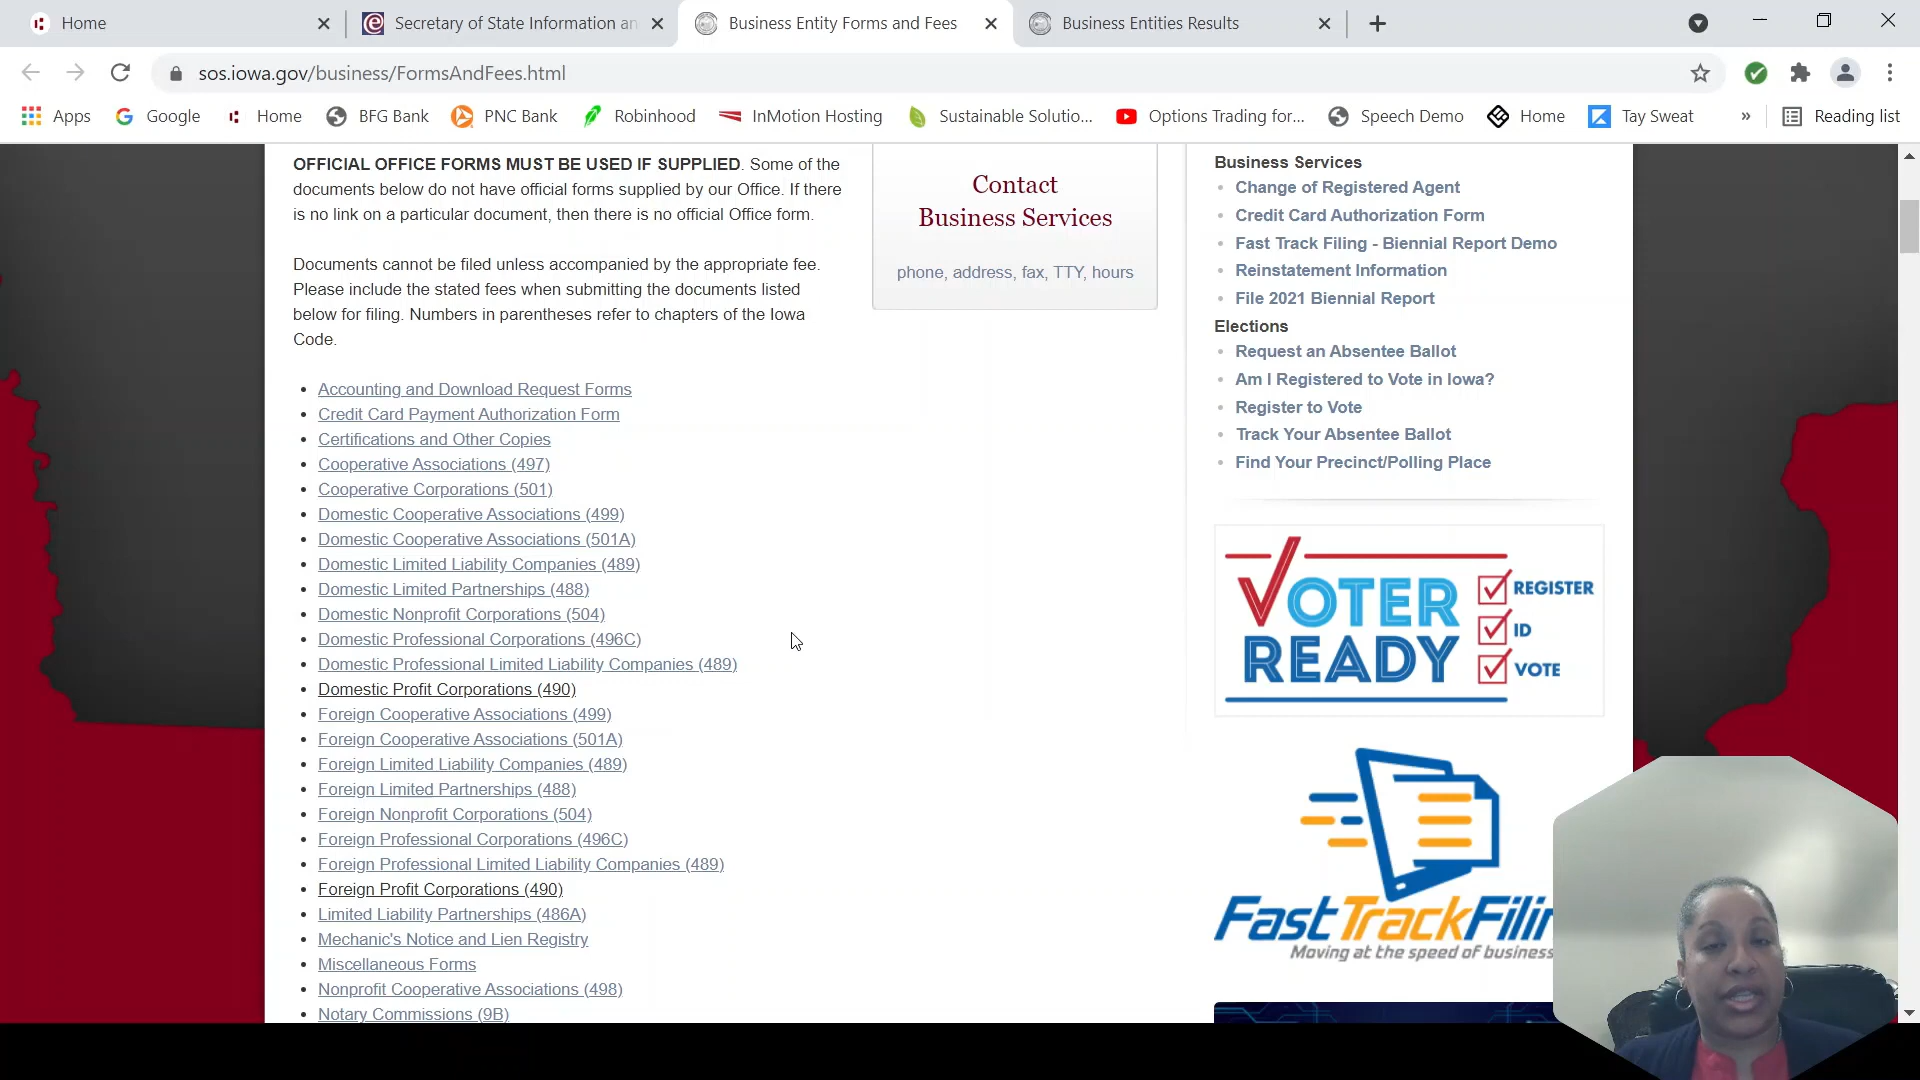 Home
Secretary of State Information an
Business Entity Forms and Fees
Business Entities Results
sos.iowa.gov/business/FormsAndFees.html
Apps
Google
Home
BFG Bank
PNC Bank
Robinhood
InMotion Hosting
Sustainable Solutio...
Options Trading for...
Speech Demo
Home
Tay Sweat
»
Reading list
OFFICIAL OFFICE FORMS MUST BE USED IF SUPPLIED. Some of the
documents below do not have official forms supplied by our Office. If there
is no link on a particular document, then there is no official Office form.
Documents cannot be filed unless accompanied by the appropriate fee.
Please include the stated fees when submitting the documents listed
below for filing. Numbers in parentheses refer to chapters of the Iowa
Code.
• Accounting and Download Request Forms
• Credit Card Payment Authorization Form
• Certifications and Other Copies
• Cooperative Associations (497)
• Cooperative Corporations (501)
• Domestic Cooperative Associations (499)
• Domestic Cooperative Associations (501A)
• Domestic Limited Liability Companies (489)
• Domestic Limited Partnerships (488)
• Domestic Nonprofit Corporations (504)
• Domestic Professional Corporations (496C)
• Domestic Professional Limited Liability Companies (489)
• Domestic Profit Corporations (490)
• Foreign Cooperative Associations (499)
• Foreign Cooperative Associations (501A)
• Foreign Limited Liability Companies (489)
• Foreign Limited Partnerships (488)
• Foreign Nonprofit Corporations (504)
• Foreign Professional Corporations (496C)
• Foreign Professional Limited Liability Companies (489)
• Foreign Profit Corporations (490)
• Limited Liability Partnerships (486A)
• Mechanic's Notice and Lien Registry
• Miscellaneous Forms
• Nonprofit Cooperative Associations (498)
• Notary Commissions (9B)
Contact
Business Services
phone, address, fax, TTY, hours
Business Services
• Change of Registered Agent
• Credit Card Authorization Form
• Fast Track Filing - Biennial Report Demo
• Reinstatement Information
• File 2021 Biennial Report
Elections
• Request an Absentee Ballot
• Am I Registered to Vote in Iowa?
• Register to Vote
• Track Your Absentee Ballot
• Find Your Precinct/Polling Place
VOTER
READY
REGISTER
ID
VOTE
FastTrackFilin
Moving at the speed of business